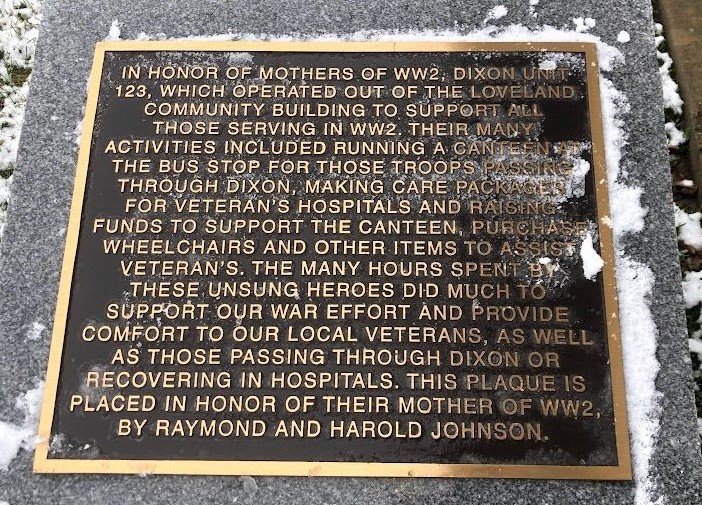 IN HONOR OF MOTHERS OF WW2, DIXON UNIT
123, WHICH OPERATED OUT OF THE LOVELAND
COMMUNITY BUILDING TO SUPPORT ALL
THOSE SERVING IN WW2. THEIR MANY
ACTIVITIES INCLUDED RUNNING A CANTEEN AT
THE BUS STOP FOR THOSE TROOPS PASSING
THROUGH DIXON, MAKING CARE PACKAGES
FOR VETERAN'S HOSPITALS AND RAISING
FUNDS TO SUPPORT THE CANTEEN, PURCHASE
WHEELCHAIRS AND OTHER ITEMS TO ASSIST
VETERAN'S. THE MANY HOURS SPENT BY
THESE UNSUNG HEROES DID MUCH TO
SUPPORT OUR WAR EFFORT AND PROVIDE
COMFORT TO OUR LOCAL VETERANS, AS WELL
AS THOSE PASSING THROUGH DIXON OR
RECOVERING IN HOSPITALS. THIS PLAQUE IS
PLACED IN HONOR OF THEIR MOTHER OF WW2,
BY RAYMOND AND HAROLD JOHNSON.